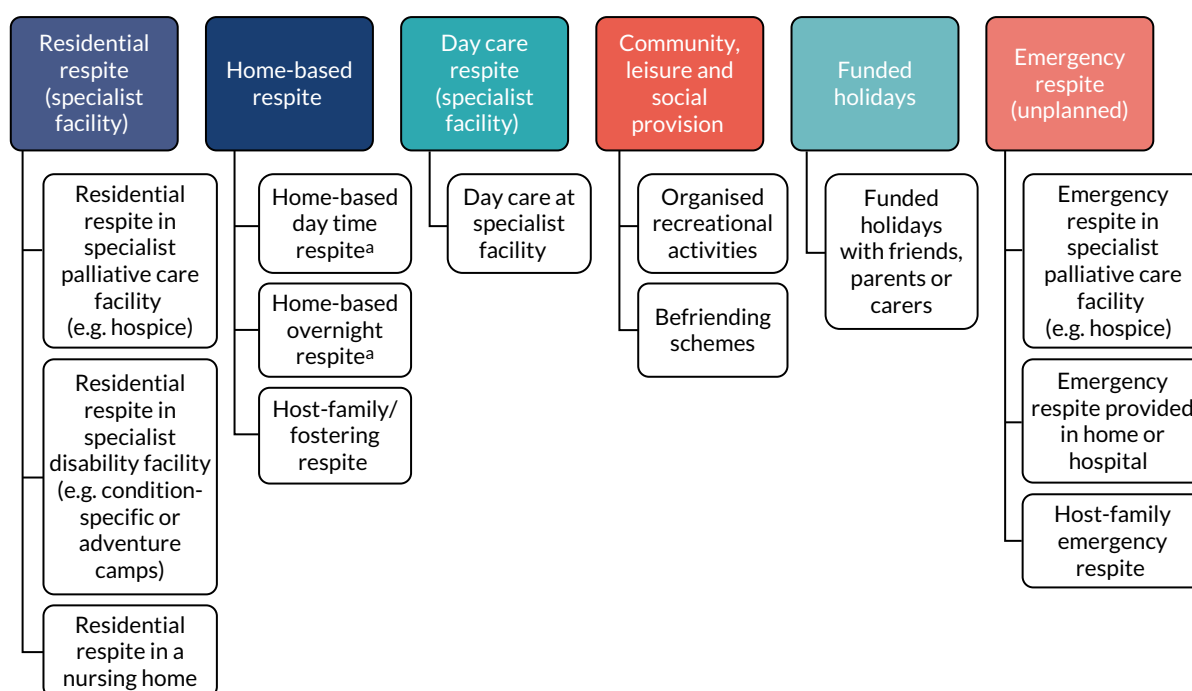 Residential
respite
(specialist
facility)
Home-based
respite
Day care
respite
(specialist
facility)
Community,
leisure and
social
provision
Funded
holidays
Emergency
respite
(unplanned)
Residential
respite in
specialist
palliative care
facility
(e.g. hospice)
Residential
respite in
specialist
disability facility
(e.g. condition-
specific or
adventure
camps)
Residential
respite in a
nursing home
Home-based
day time
respiteᵃ
Home-based
overnight
respiteᵃ
Host-family/
fostering
respite
Day care at
specialist
facility
Organised
recreational
activities
Befriending
schemes
Funded
holidays
with friends,
parents or
carers
Emergency
respite in
specialist
palliative care
facility
(e.g. hospice)
Emergency
respite provided
in home or
hospital
Host-family
emergency
respite